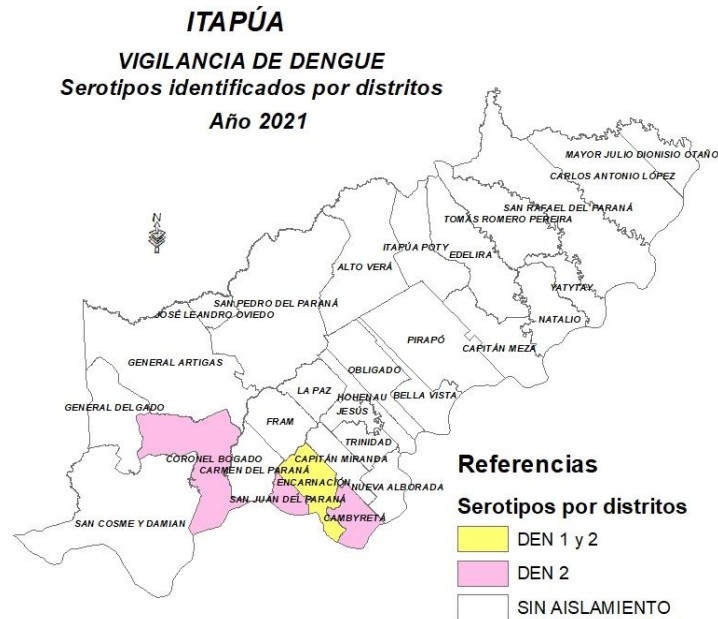 ITAPÚA
VIGILANCIA DE DENGUE
Serotipos identificados por distritos
Año 2021
N
MAYOR JULIO DIONISIO OTAÑO
CARLOS ANTONIO LÓPEZ
SAN RAFAEL DEL PARANÁ
TOMÁS ROMERO PEREIRA
ITAPÚA POTY
EDELIRA
ALTO VERÁ
YATYTAY
SAN PEDRO DEL PARANÁ
JOSÉ LEANDRO OVIEDO
NATALIO
PIRAPÓ
CAPITÁN MEZA
GENERAL ARTIGAS
OBLIGADO
LA PAZ
HOHENAU
BELLA VISTA
GENERAL DELGADO
JESÚS
FRAM
TRINIDAD
CORONEL BOGADO
CAPITÁN MIRANDA
CARMEN DEL PARANÁ
ENCARNACIÓN
NUEVA ALBORADA
SAN JUAN DEL PARANÁ
CAMBYRETÁ
SAN COSME Y DAMIAN
Referencias
Serotipos por distritos
DEN 1 y 2
DEN 2
SIN AISLAMIENTO